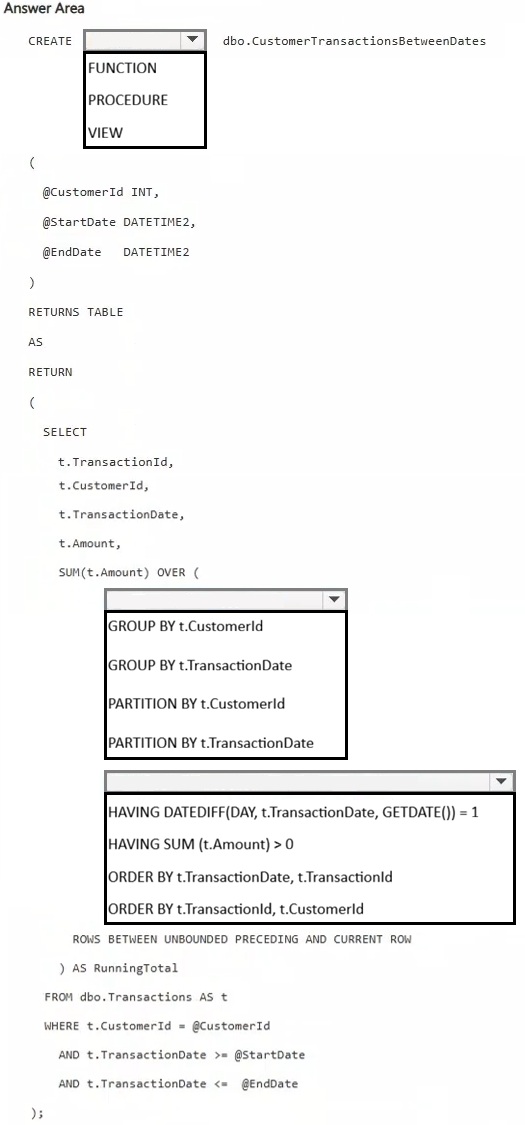 Answer Area
CREATE dbo.CustomerTransactionsBetweenDates
FUNCTION
PROCEDURE
VIEW
(
@CustomerId INT,
@StartDate DATETIME2,
@EndDate DATETIME2
)
RETURNS TABLE
AS
RETURN
(
SELECT
t.TransactionId,
t.CustomerId,
t.TransactionDate,
t.Amount,
SUM(t.Amount) OVER (
GROUP BY t.CustomerId
GROUP BY t.TransactionDate
PARTITION BY t.CustomerId
PARTITION BY t.TransactionDate
HAVING DATEDIFF(DAY, t.TransactionDate, GETDATE()) = 1
HAVING SUM (t.Amount) > 0
ORDER BY t.TransactionDate, t.TransactionId
ORDER BY t.TransactionId, t.CustomerId
ROWS BETWEEN UNBOUNDED PRECEDING AND CURRENT ROW
) AS RunningTotal
FROM dbo.Transactions AS t
WHERE t.CustomerId = @CustomerId
AND t.TransactionDate >= @StartDate
AND t.TransactionDate <= @EndDate
);